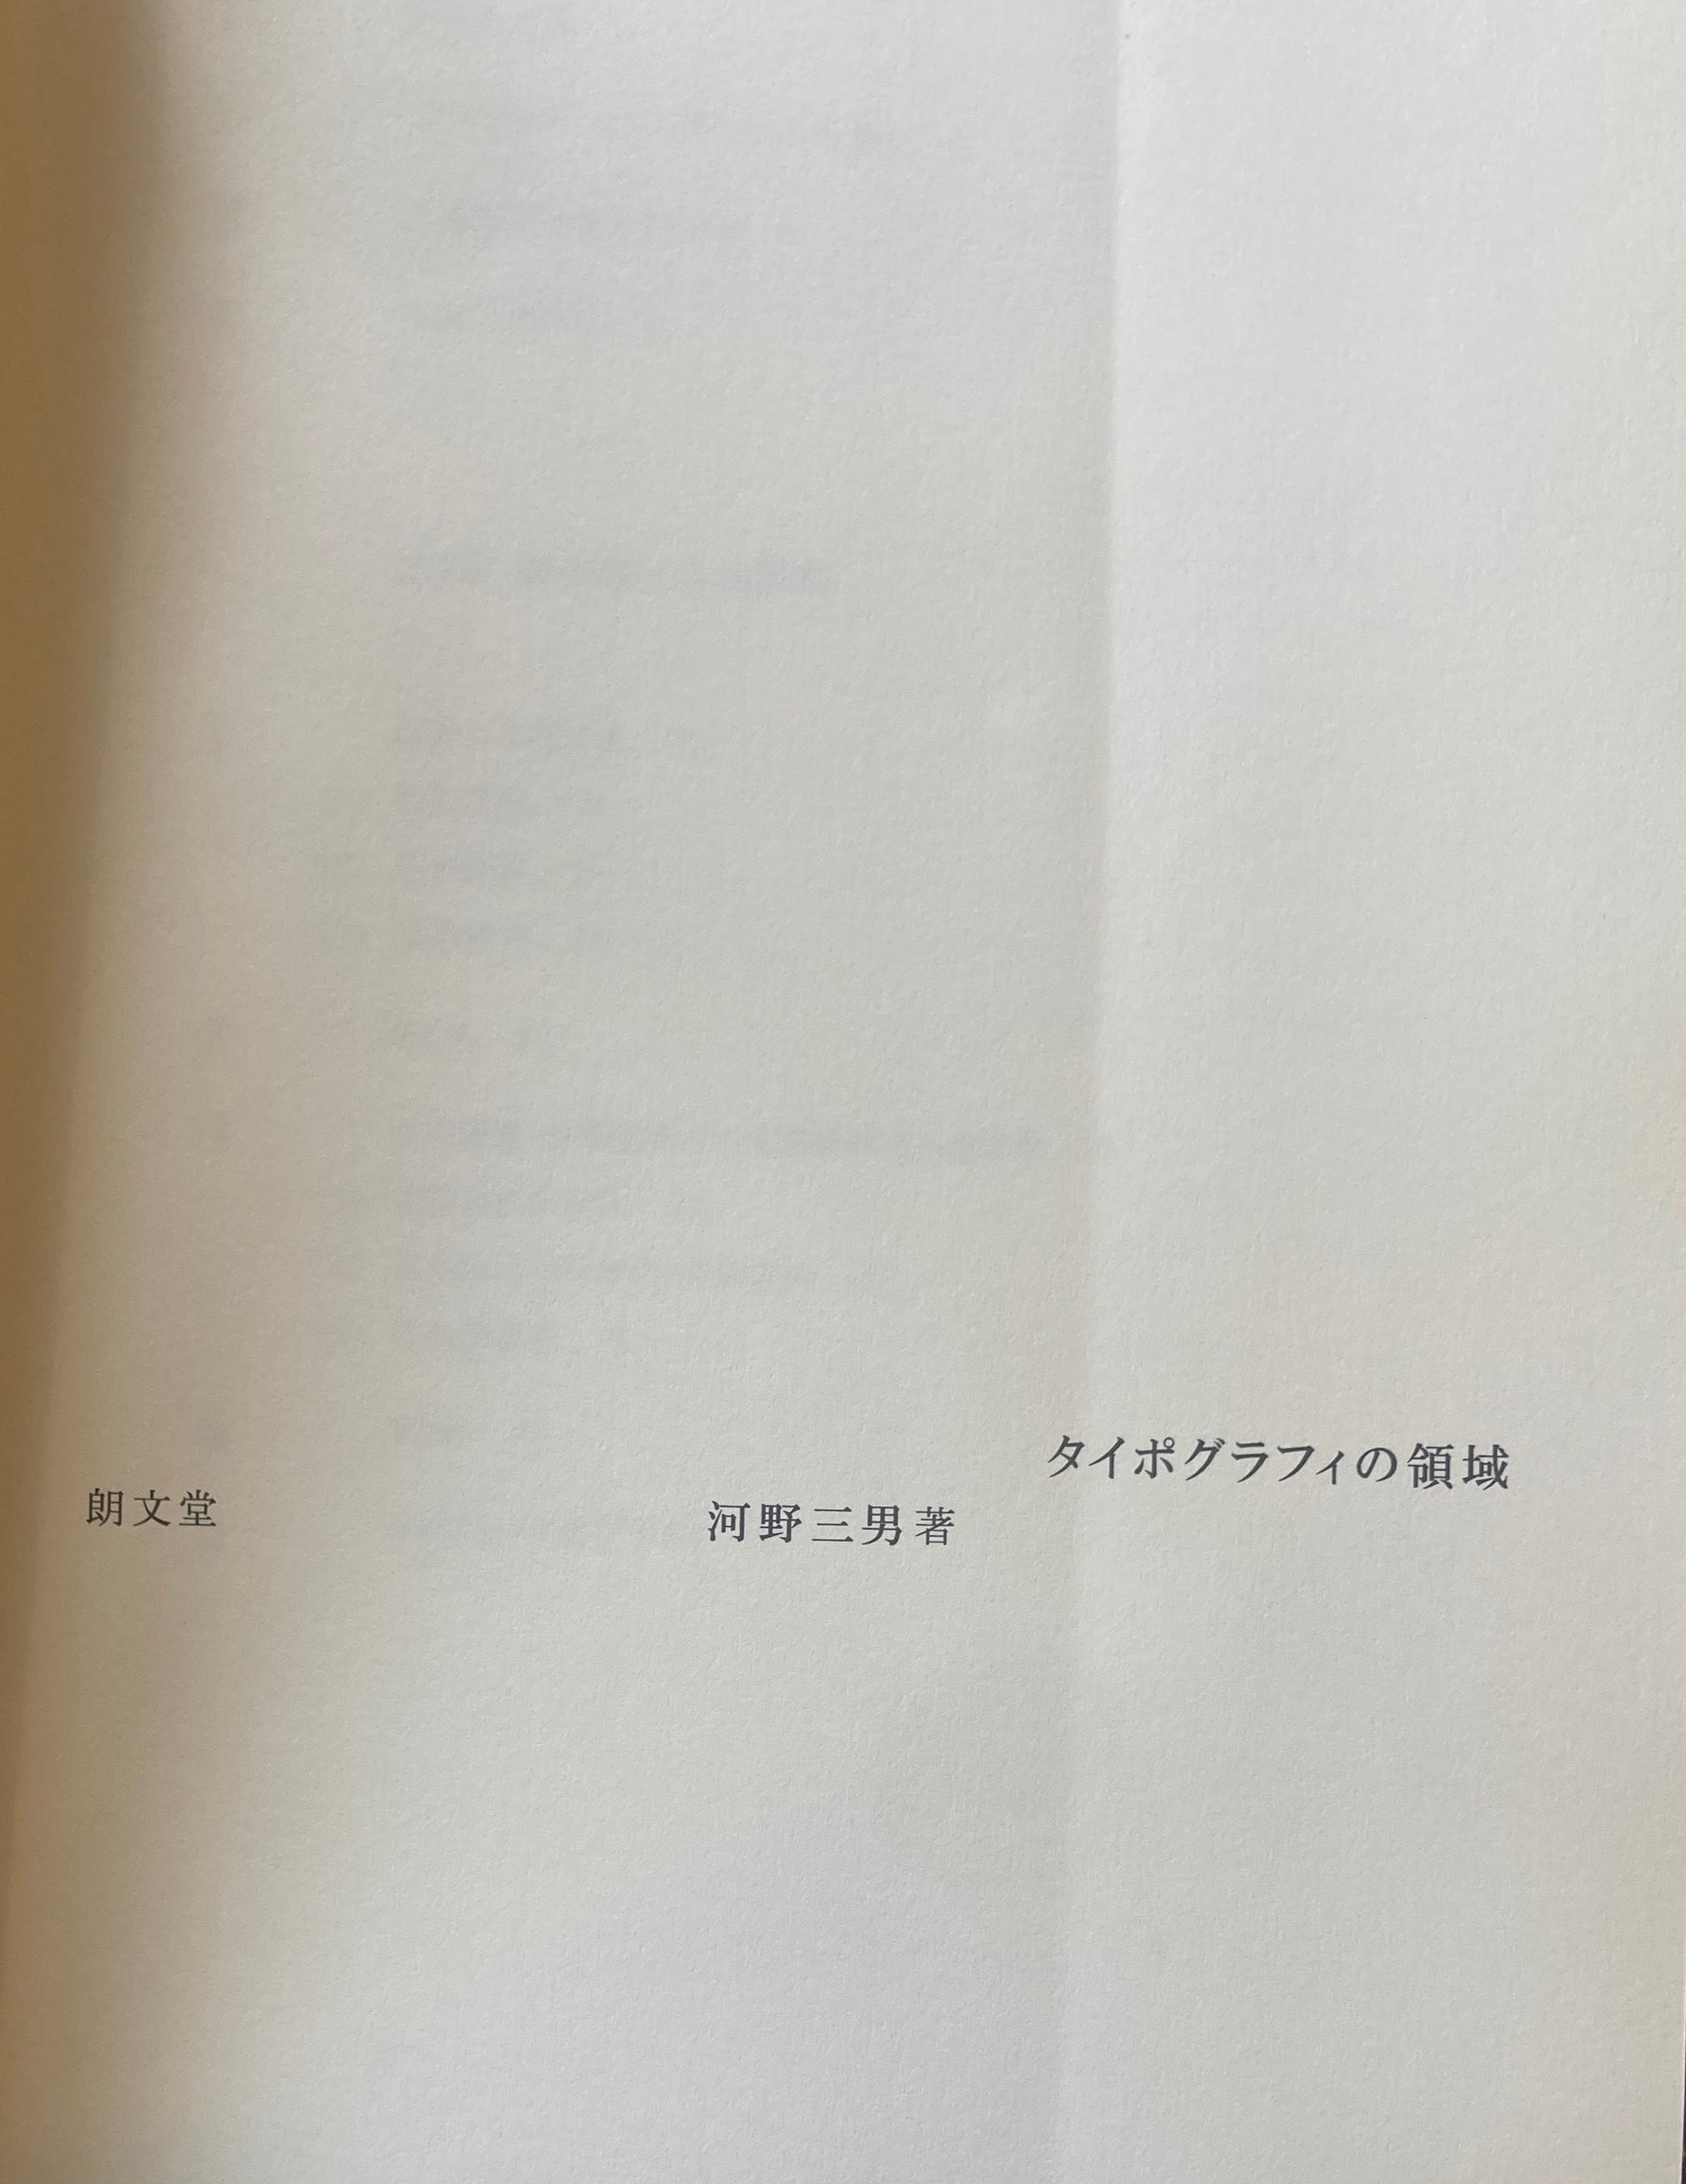 タイポグラフィの領域
河野三男著
朗文堂